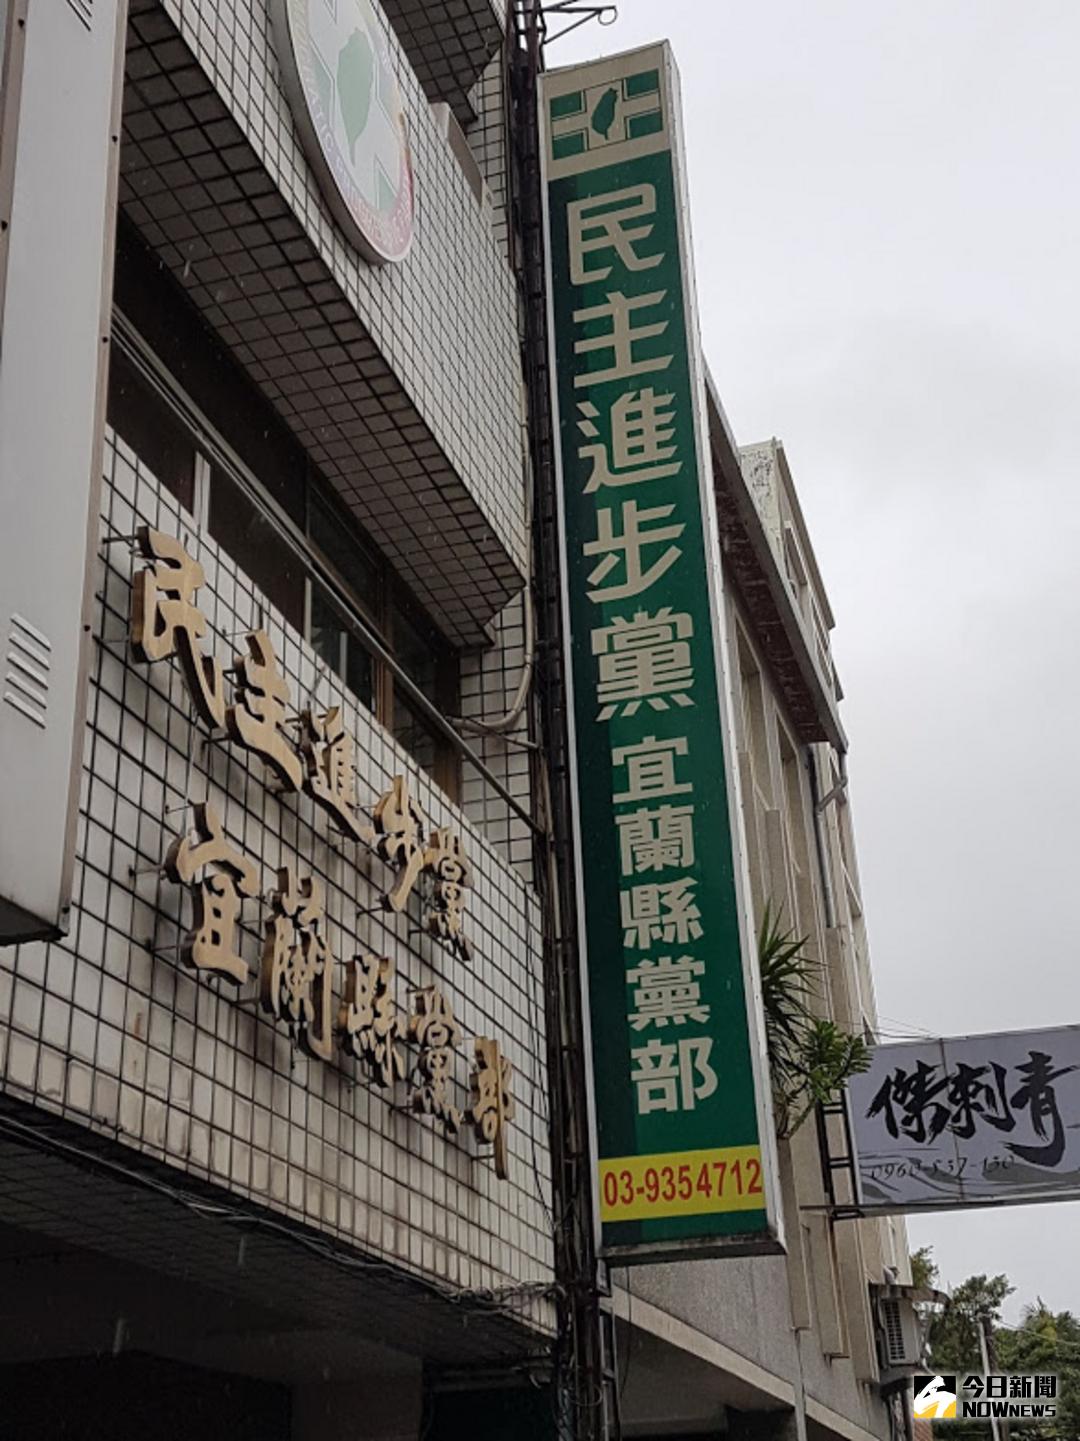 民主進步黨
宜蘭縣黨部
民主進步黨 宜蘭縣黨部
03-9354712
傑刺青
今日新聞
NOWNEWS